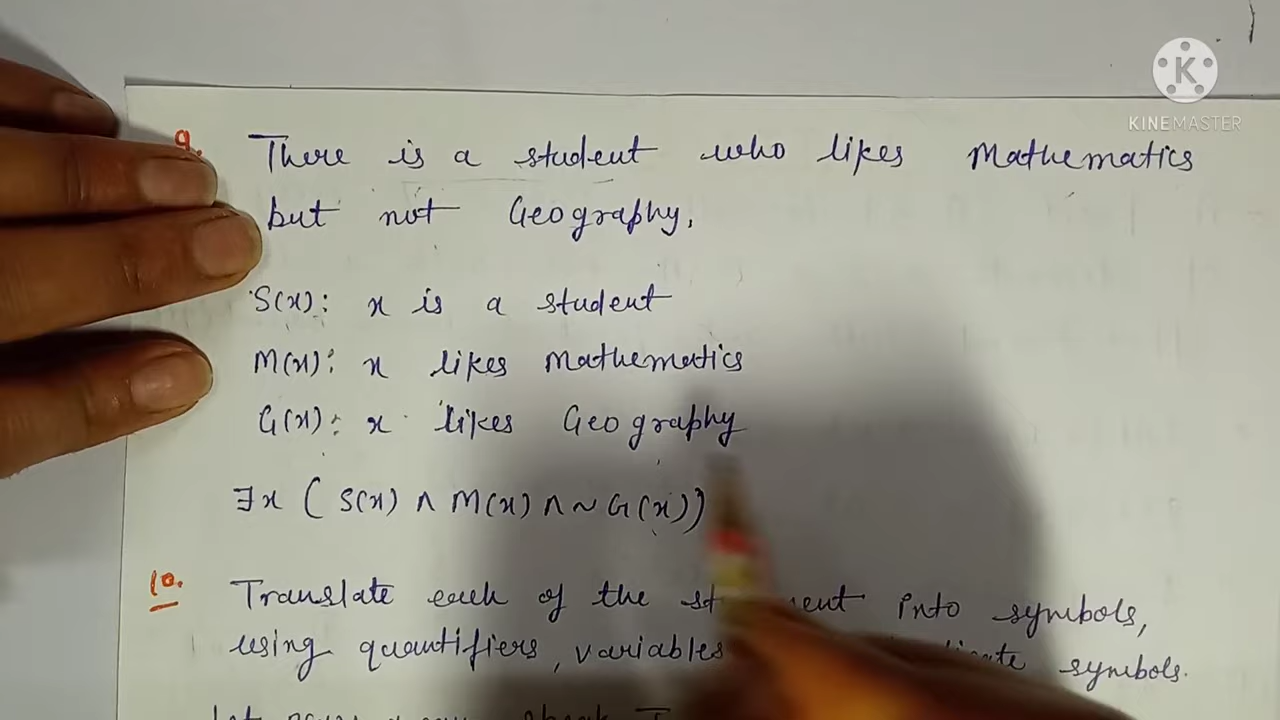 K
KINEMASTER
9. There is a student who likes Mathematics
but not Geography.
S(x): x is a student
M(x): x likes Mathematics
G(x): x likes Geography
∃x ( S(x) ∧ M(x) ∧ ~ G(x))
10. Translate each of the into symbols,
using quantifiers, variables symbols.